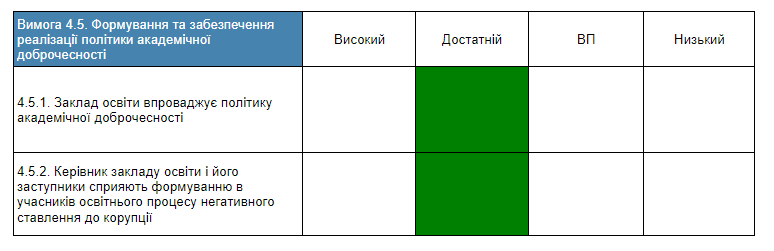 Вимога 4.5. Формування та забезпечення
реалізації політики академічної
доброчесності
Високий
Достатній
ВП
Низький
4.5.1. Заклад освіти впроваджує політику
академічної доброчесності
4.5.2. Керівник закладу освіти і його
заступники сприяють формуванню в
учасників освітнього процесу негативного
ставлення до корупції